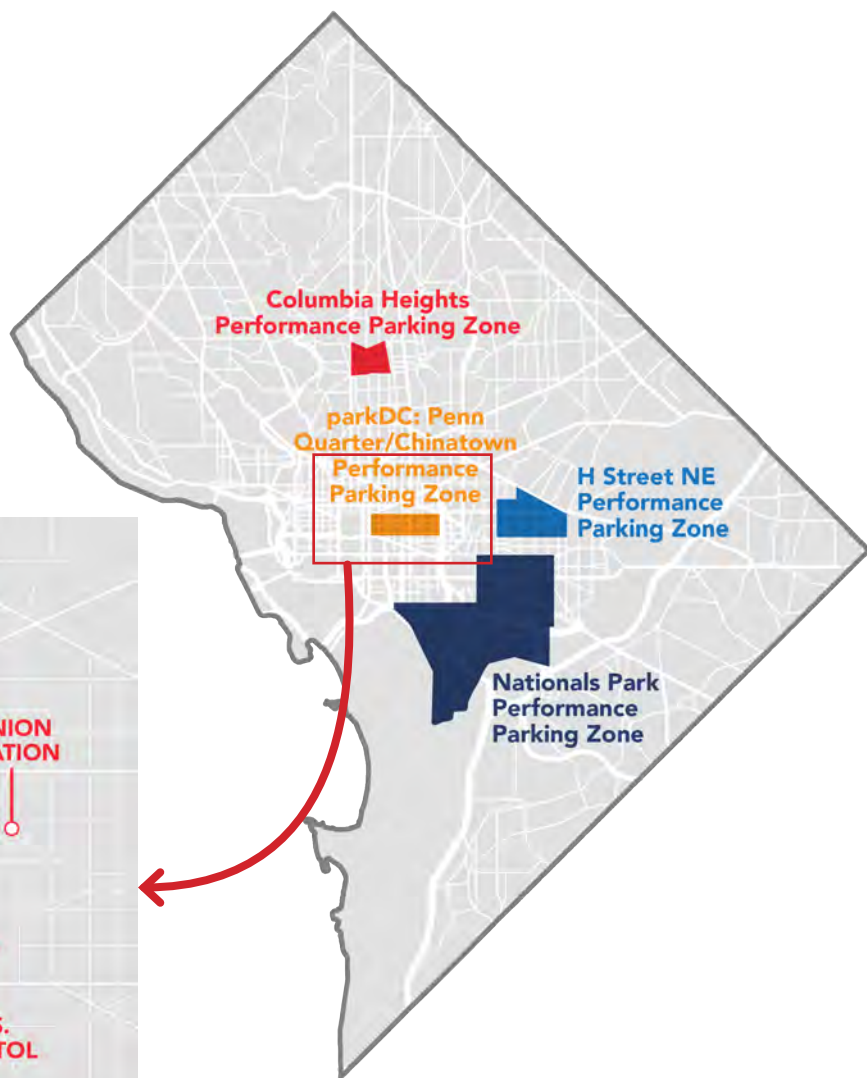 Columbia Heights
Performance Parking Zone
parkDC: Penn
Quarter/Chinatown
Performance
Parking Zone
H Street NE
Performance
Parking Zone
Nationals Park
Performance
Parking Zone
NION
ATION
S.
TOL